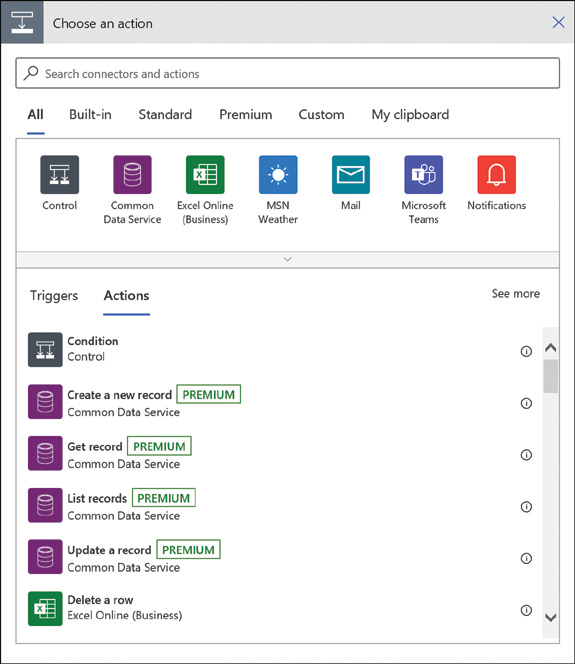 Choose an action
Search connectors and actions
All Built-in Standard Premium Custom My clipboard
Control Common Excel Online MSN Mail Microsoft Notifications
Data Service (Business) Weather Teams
Triggers Actions See more
Condition
Control
Create a new record PREMIUM
Common Data Service
Get record PREMIUM
Common Data Service
List records PREMIUM
Common Data Service
Update a record PREMIUM
Common Data Service
Delete a row
Excel Online (Business)